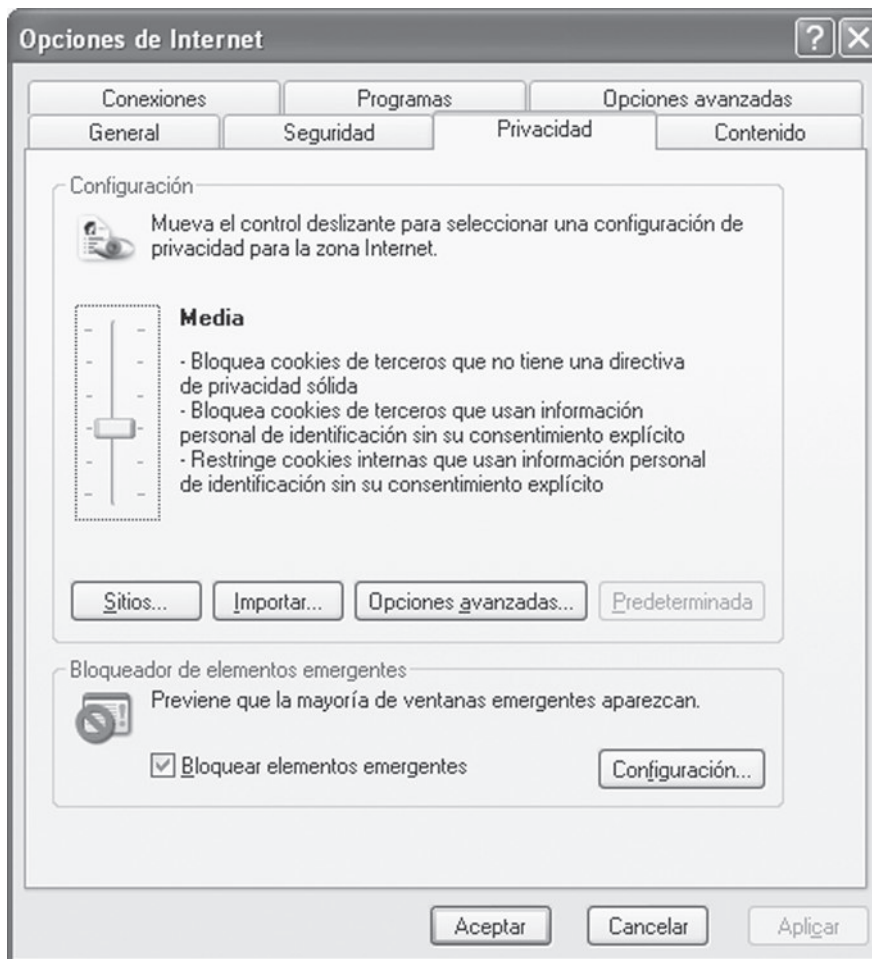 Opciones de Internet
Conexiones Programas Opciones avanzadas
General Seguridad Privacidad Contenido
Configuración
Mueva el control deslizante para seleccionar una configuración de
privacidad para la zona Internet.
Media
- Bloquea cookies de terceros que no tiene una directiva
de privacidad sólida
- Bloquea cookies de terceros que usan información
personal de identificación sin su consentimiento explícito
- Restringe cookies internas que usan información personal
de identificación sin su consentimiento explícito
Sitios... Importar... Opciones avanzadas... Predeterminada
Bloqueador de elementos emergentes
Previene que la mayoría de ventanas emergentes aparezcan.
Bloquear elementos emergentes
Configuración...
Aceptar Cancelar Aplicar